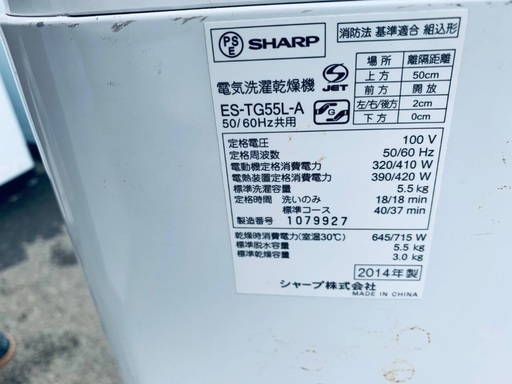 PSE SHARP
消防法 基準適合 組込形
場所 離隔距離
上方 50cm
前方 開放
左/右/後方 2cm
下方 0cm
電気洗濯乾燥機
S JET
ES-TG55L-A
50/60Hz共用
定格電圧 100 V
定格周波数 50/60 Hz
電動機定格消費電力 320/410 W
電熱装置定格消費電力 390/420 W
標準洗濯容量 5.5 kg
定格時間 洗いのみ 18/18 min
標準コース 40/37 min
製造番号 1079927
乾燥時消費電力(室温30℃) 645/715 W
標準脱水容量 5.5 kg
標準乾燥容量 3.0 kg
2014年製
シャープ株式会社
MADE IN CHINA